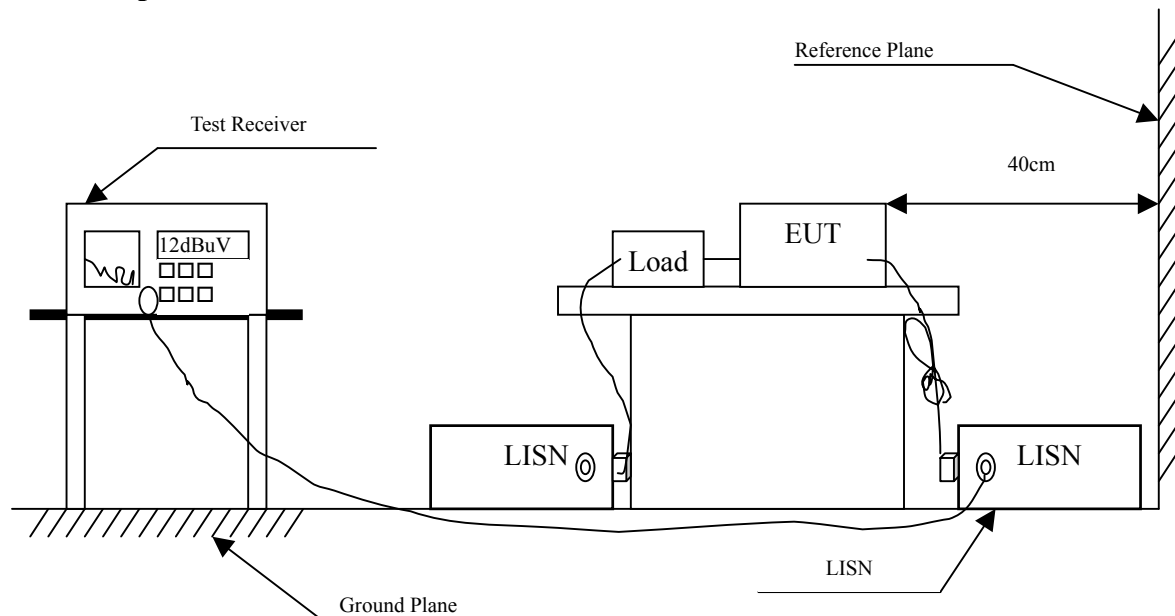 Reference Plane
Test Receiver
40cm
12dBuV
EUT
Load
LISN
LISN
LISN
Ground Plane